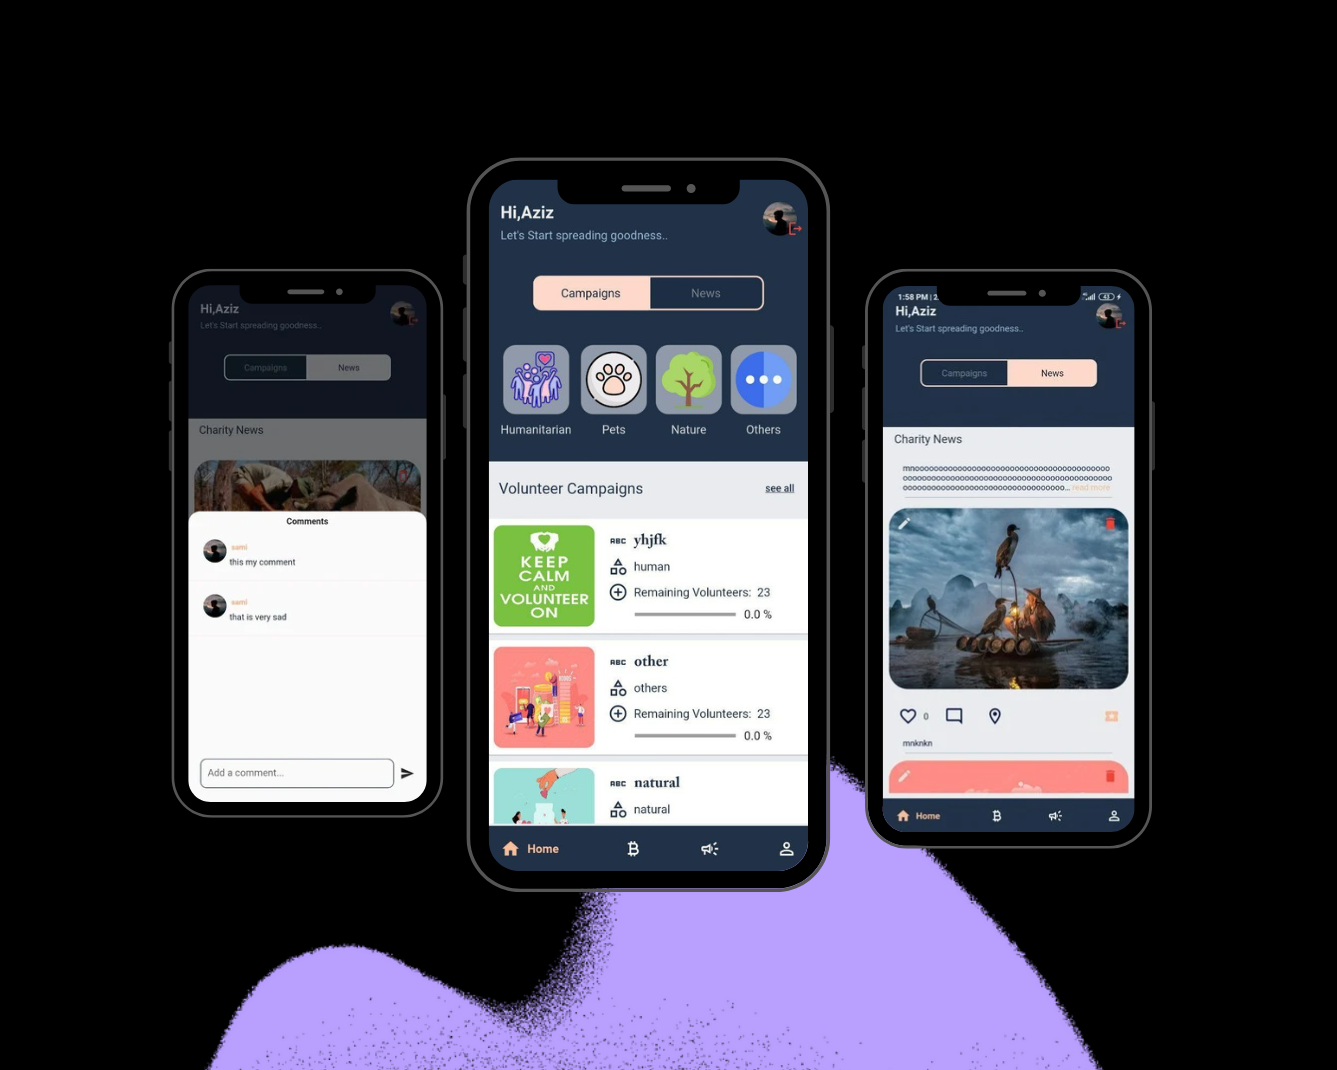 Hi,Aziz
Let's Start spreading goodness..
Campaigns
News
Charity News
Comments
sami
this my comment
sami
that is very sad
Add a comment...
Hi,Aziz
Let's Start spreading goodness..
Campaigns
News
Humanitarian
Pets
Nature
Others
Volunteer Campaigns
see all
KEEP
CALM
AND
VOLUNTEER
ON
ABC yhjfk
human
Remaining Volunteers: 23
0.0 %
ABC other
others
Remaining Volunteers: 23
0.0 %
ABC natural
natural
Home
1:58 PM
43
Hi,Aziz
Let's Start spreading goodness..
Campaigns
News
Charity News
read more
0
mnknkn
Home